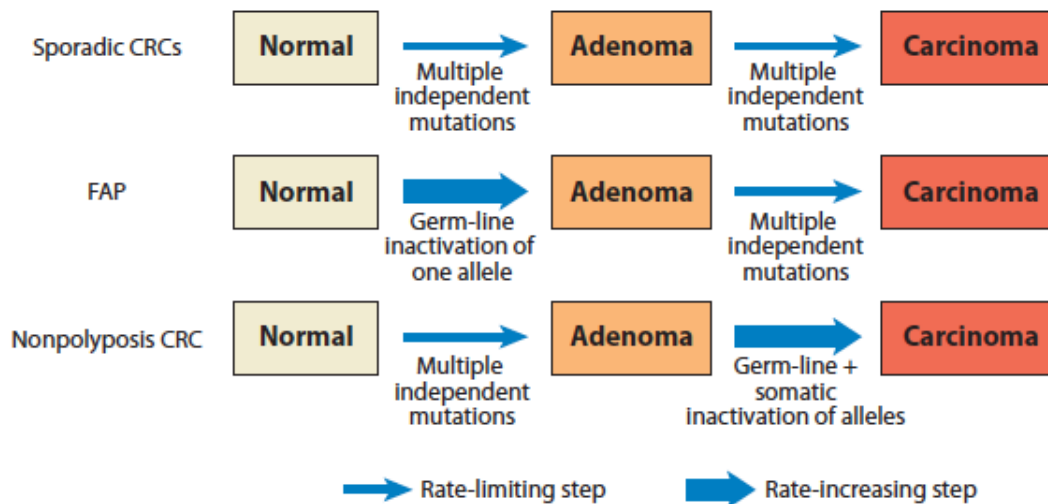 Sporadic CRCs
Normal
Multiple
independent
mutations
Adenoma
Multiple
independent
mutations
Carcinoma
FAP
Normal
Germ-line
inactivation of
one allele
Adenoma
Multiple
independent
mutations
Carcinoma
Nonpolyposis CRC
Normal
Multiple
independent
mutations
Adenoma
Germ-line +
somatic
inactivation of alleles
Carcinoma
Rate-limiting step
Rate-increasing step